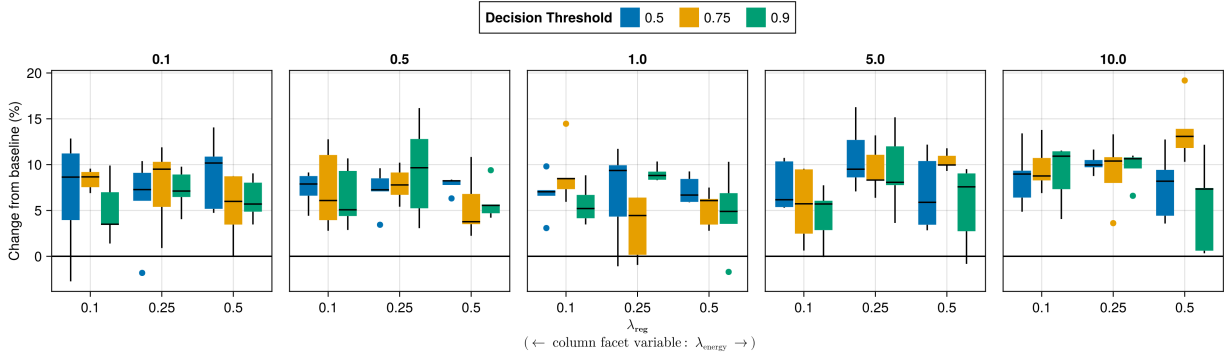 Decision Threshold 0.5 0.75 0.9
0.1 0.5 1.0 5.0 10.0
Change from baseline (%)
20
15
10
5
0
0.1 0.25 0.5 0.1 0.25 0.5 0.1 0.25 0.5 0.1 0.25 0.5 0.1 0.25 0.5
λreg
(← column facet variable: λenergy →)